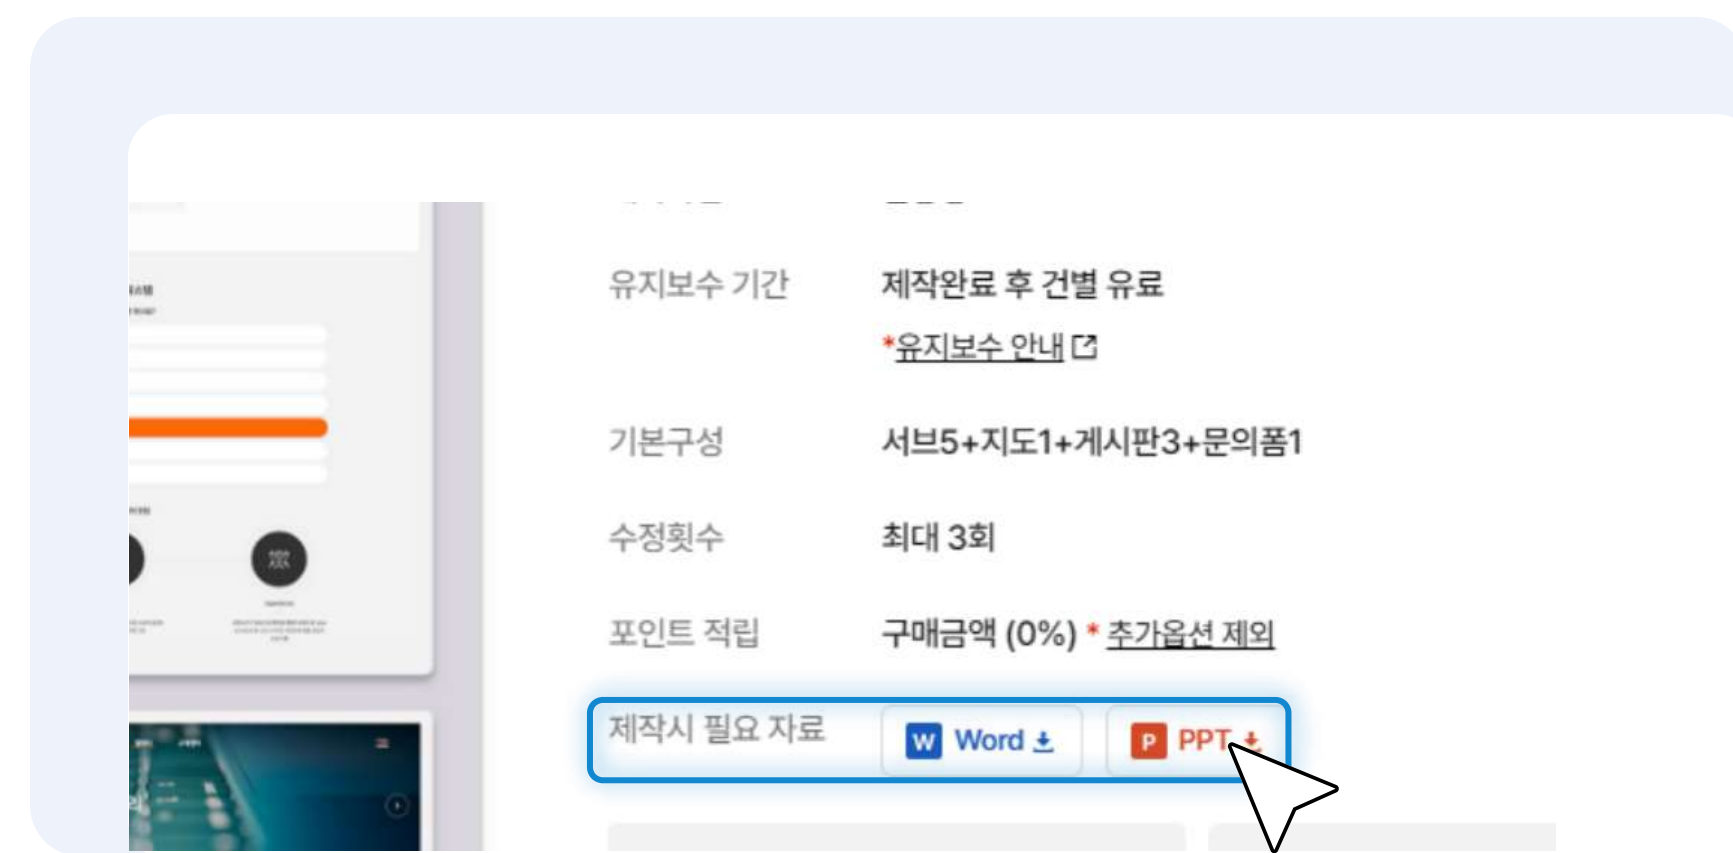 유지보수 기간 제작완료 후 건별 유료
*유지보수 안내
기본구성 서브5+지도1+게시판3+문의폼1
수정횟수 최대 3회
포인트 적립 구매금액 (0%) * 추가옵션 제외
제작시 필요 자료 W Word P PPT